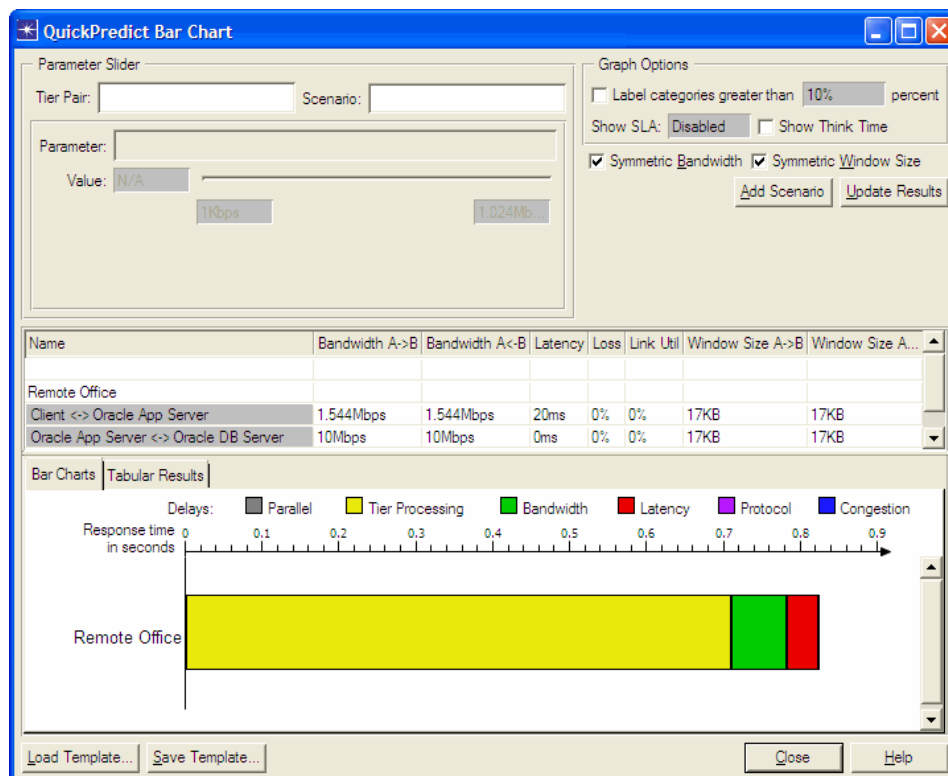 QuickPredict Bar Chart
Parameter Slider
Graph Options
Tier Pair:
Scenario:
Label categories greater than 10% percent
Show SLA: Disabled Show Think Time
Parameter:
Value: N/A
1Kbps 1.024Mb...
Symmetric Bandwidth Symmetric Window Size
Add Scenario Update Results
Name Bandwidth A->B Bandwidth A<-B Latency Loss Link Util Window Size A->B Window Size A...
Remote Office
Client <-> Oracle App Server 1.544Mbps 1.544Mbps 20ms 0% 0% 17KB 17KB
Oracle App Server <-> Oracle DB Server 10Mbps 10Mbps 0ms 0% 0% 17KB 17KB
Bar Charts Tabular Results
Delays: Parallel Tier Processing Bandwidth Latency Protocol Congestion
Response time in seconds
0 0.1 0.2 0.3 0.4 0.5 0.6 0.7 0.8 0.9
Remote Office
Load Template... Save Template... Close Help